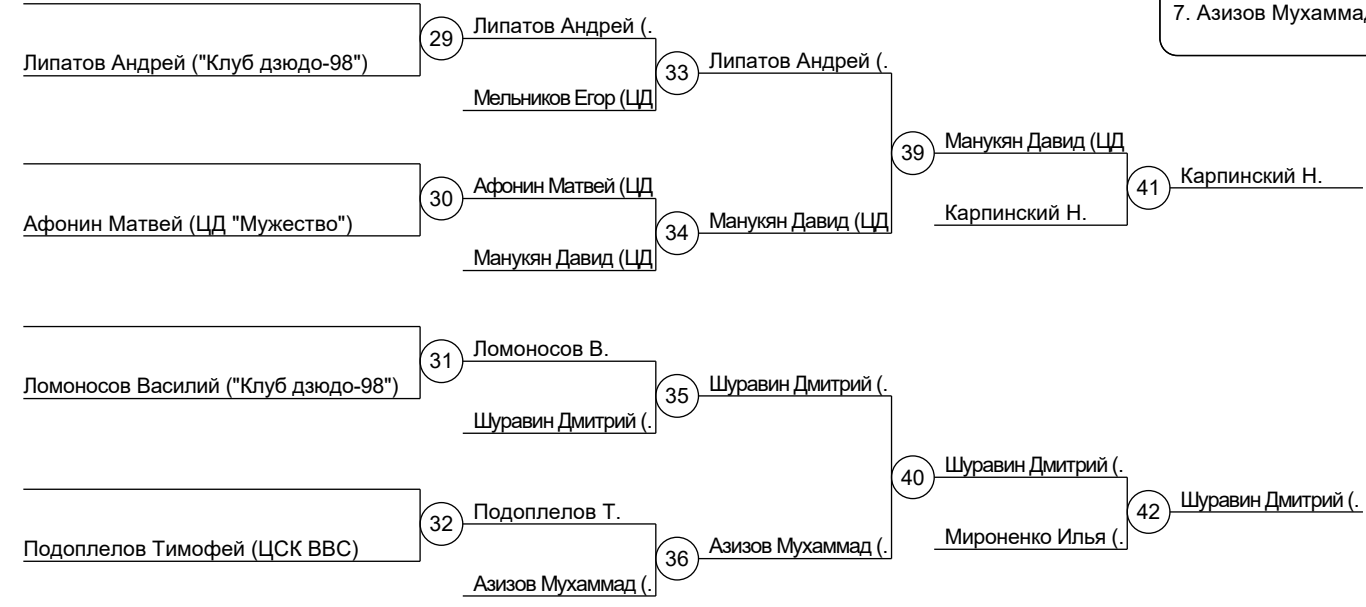 7. Азизов Мухаммад
29
Липатов Андрей (.
Липатов Андрей ("Клуб дзюдо-98")
33
Липатов Андрей (.
Мельников Егор (ЦД
39
Манукян Давид (ЦД
30
Афонин Матвей (ЦД
41
Карпинский Н.
Афонин Матвей (ЦД "Мужество")
34
Манукян Давид (ЦД
Карпинский Н.
Манукян Давид (ЦД
31
Ломоносов В.
Ломоносов Василий ("Клуб дзюдо-98")
35
Шуравин Дмитрий (.
Шуравин Дмитрий (.
40
Шуравин Дмитрий (.
32
Подоплелов Т.
42
Шуравин Дмитрий (.
Подоплелов Тимофей (ЦСК ВВС)
36
Азизов Мухаммад (.
Мироненко Илья (.
Азизов Мухаммад (.